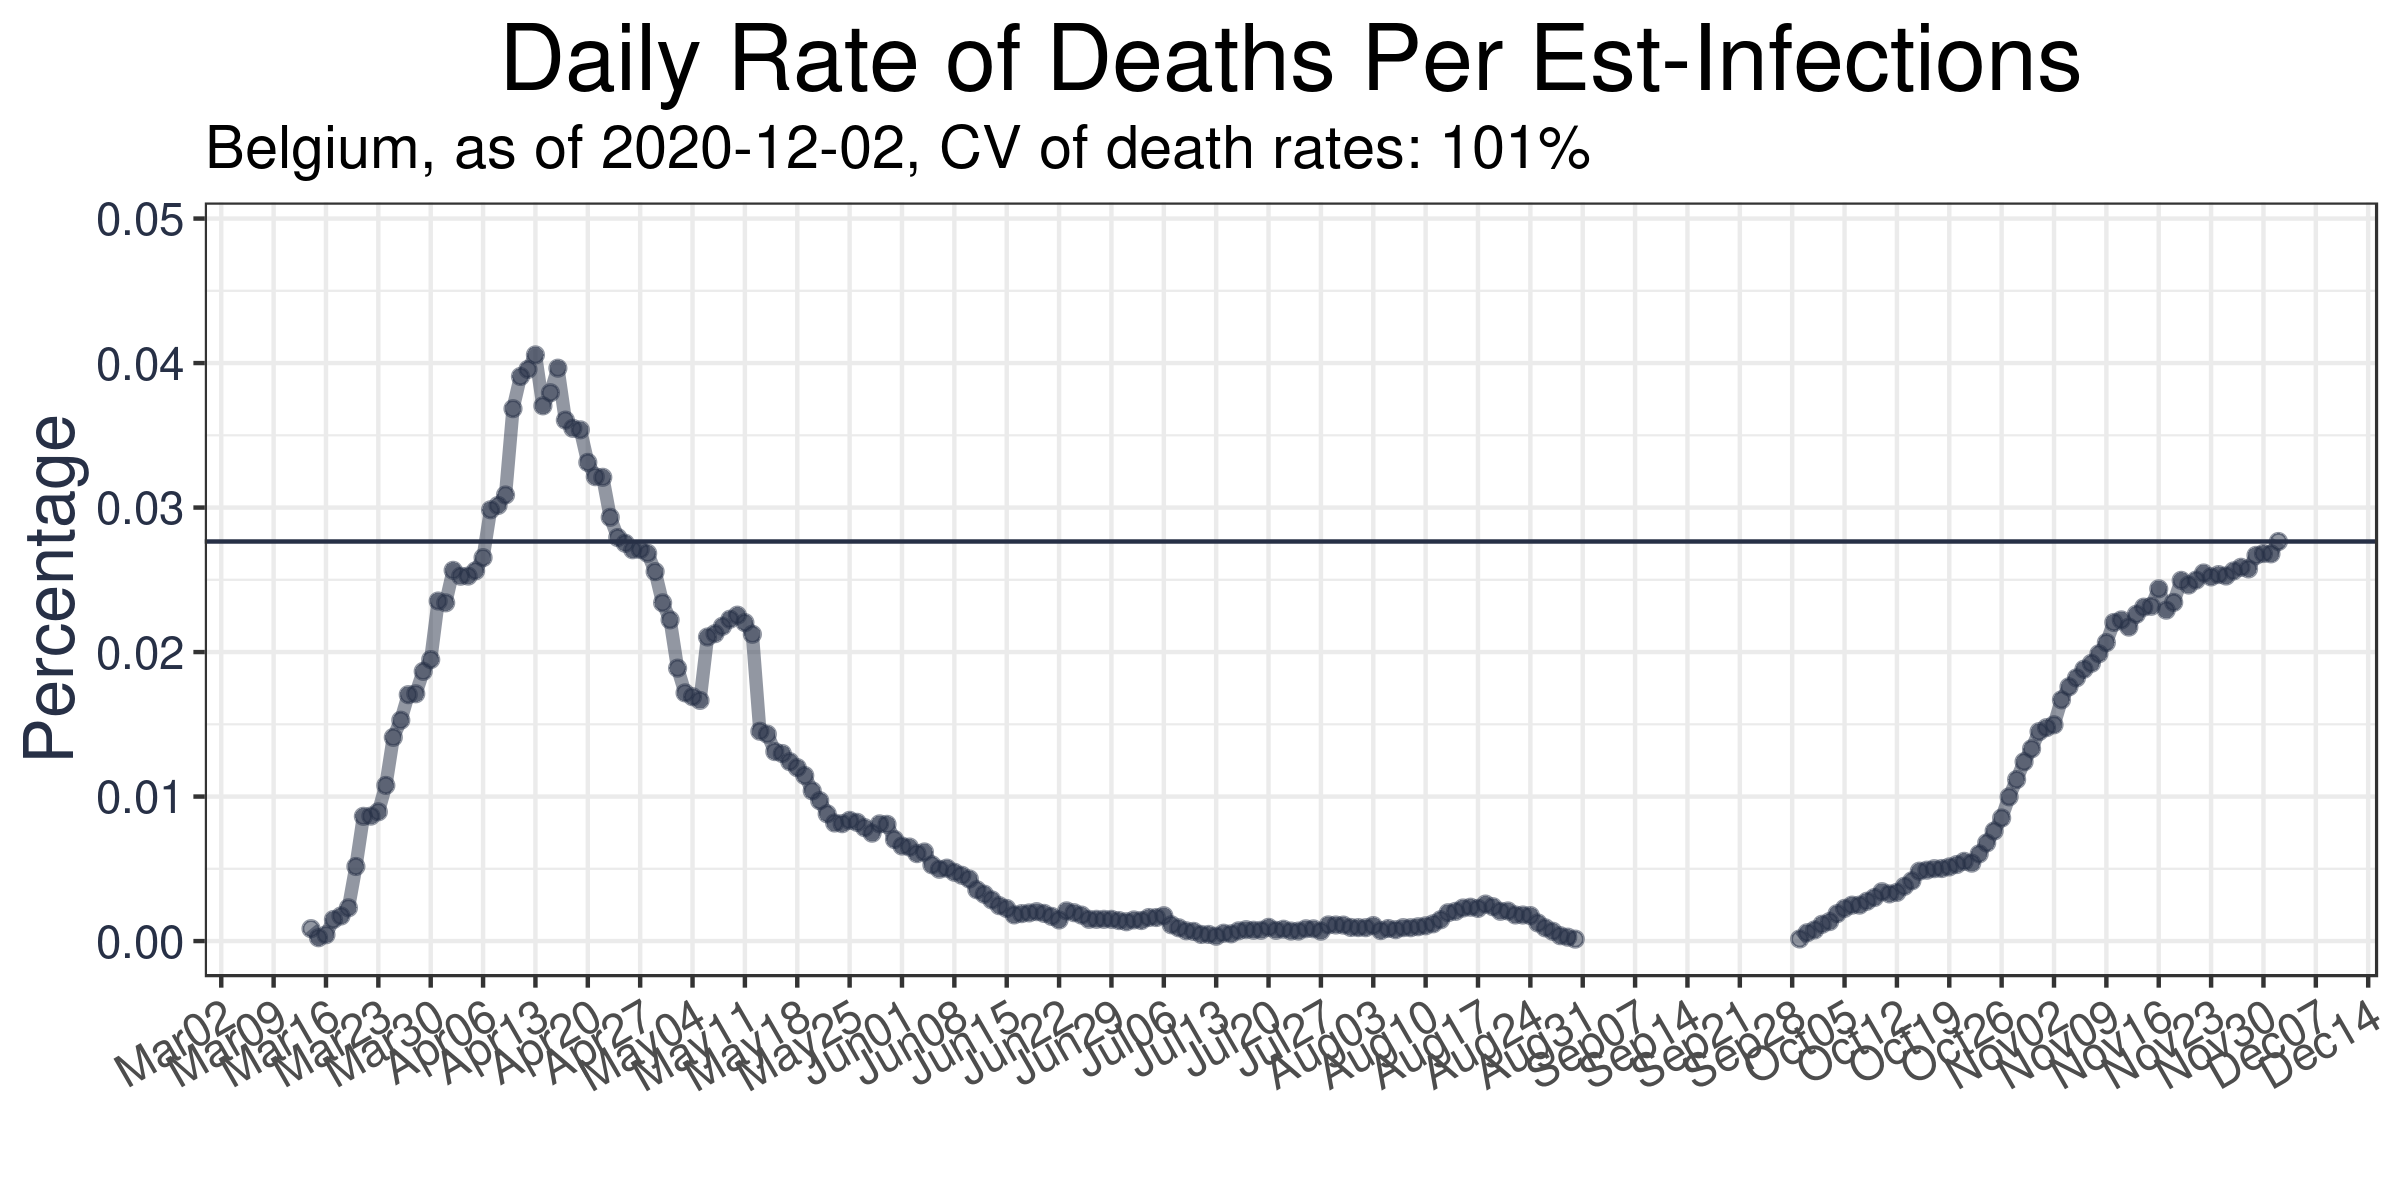 Daily Rate of Deaths Per Est-Infections
Belgium, as of 2020-12-02, CV of death rates: 101%
Percentage
0.05
0.04
0.03
0.02
0.01
0.00
Mar02
Mar09
Mar16
Mar23
Mar30
Apr06
Apr13
Apr20
Apr27
May04
May11
May18
May25
Jun01
Jun08
Jun15
Jun22
Jun29
Jul06
Jul13
Jul20
Jul27
Aug03
Aug10
Aug17
Aug24
Aug31
Sep07
Sep14
Sep21
Sep28
Oct05
Oct12
Oct19
Oct26
Nov02
Nov09
Nov16
Nov23
Nov30
Dec07
Dec14